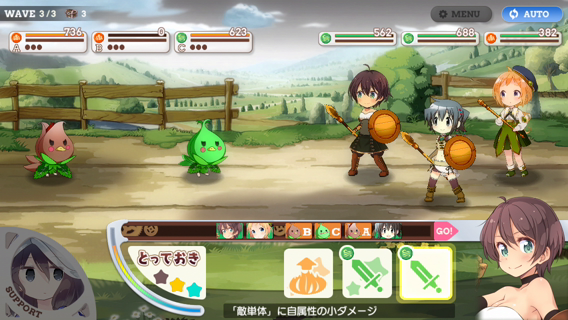 WAVE 3/3 3
MENU
AUTO
736
0
623
562
688
382
A
B
C
B C A GO!
とっておき
SUPPORT
「敵単体」に自属性の小ダメージ